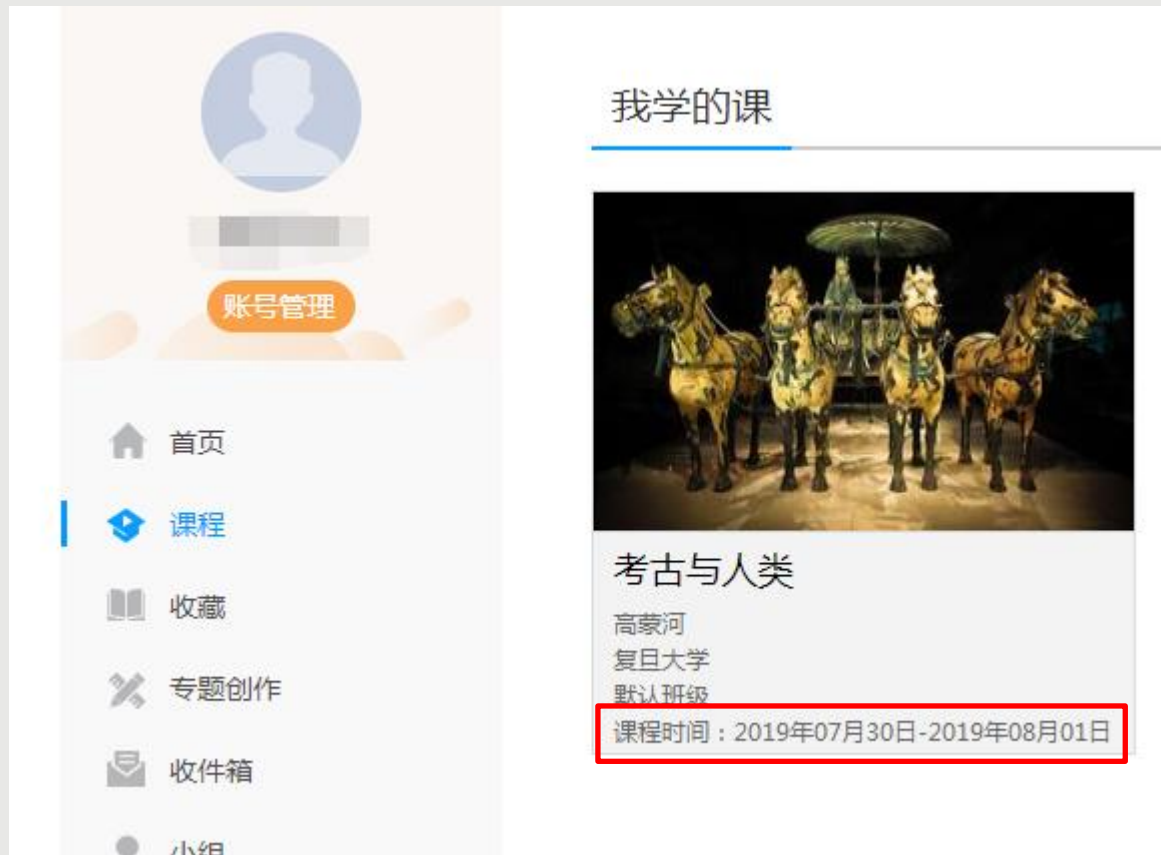 账号管理
首页
课程
收藏
专题创作
收件箱
小组
我学的课
考古与人类
高蒙河
复旦大学
默认班级
课程时间：2019年07月30日-2019年08月01日